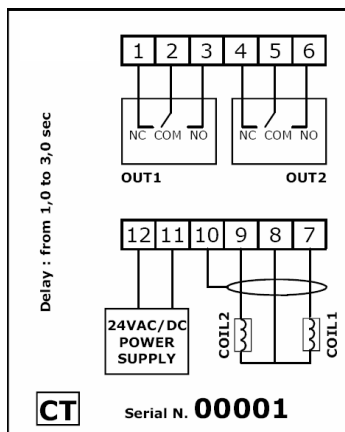 1 2 3 4 5 6
NC COM NO NC COM NO
OUT1 OUT2
Delay : from 1,0 to 3,0 sec
12 11 10 9 8 7
24VAC/DC
POWER
SUPPLY
COIL2
COIL1
CT
Serial N. 00001